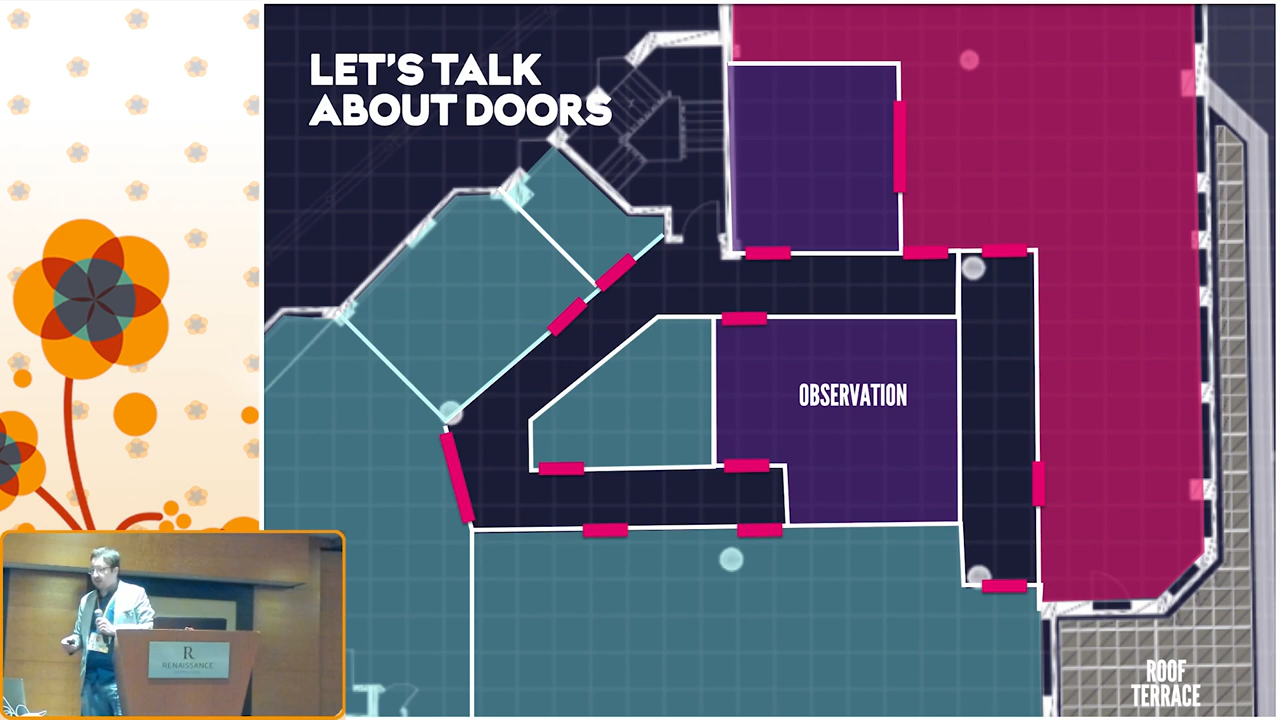 LET'S TALK
ABOUT DOORS
OBSERVATION
ROOF
TERRACE
R
RENAISSANCE